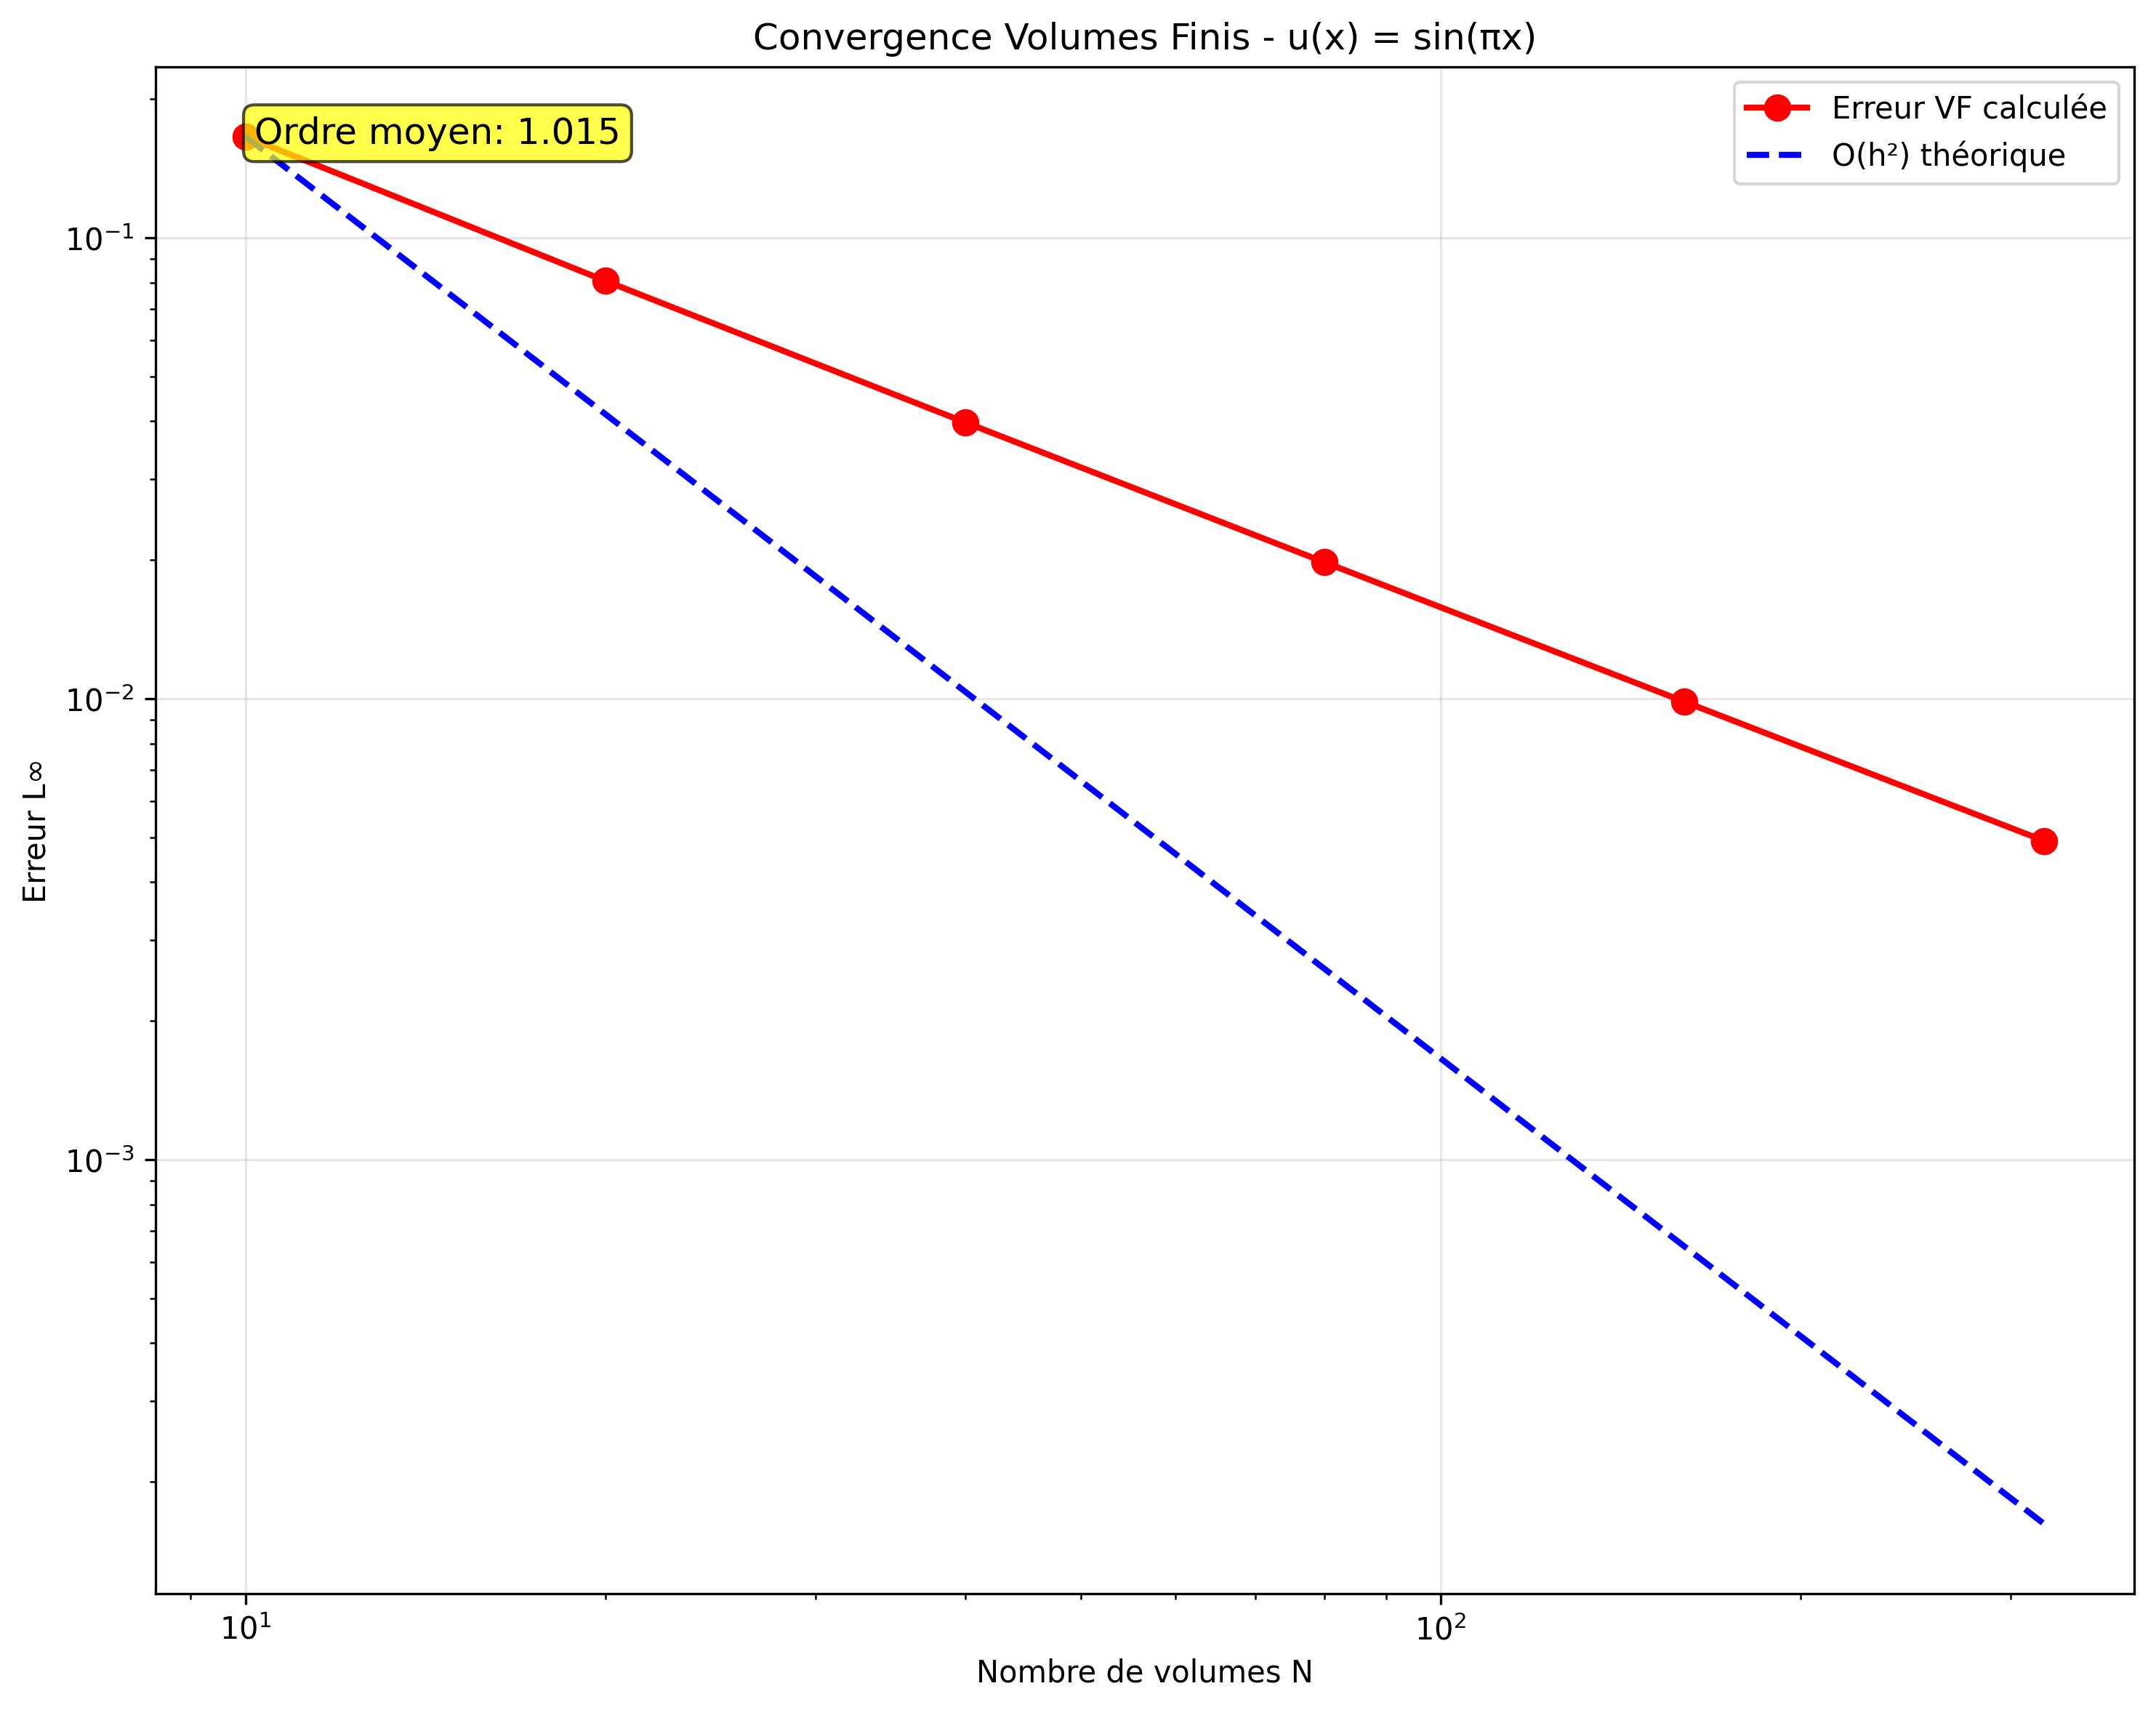 Convergence Volumes Finis - u(x) = sin(πx)
Ordre moyen: 1.015
Erreur VF calculée
O(h²) théorique
10⁻¹
10⁻²
10⁻³
Erreur L∞
10¹
10²
Nombre de volumes N